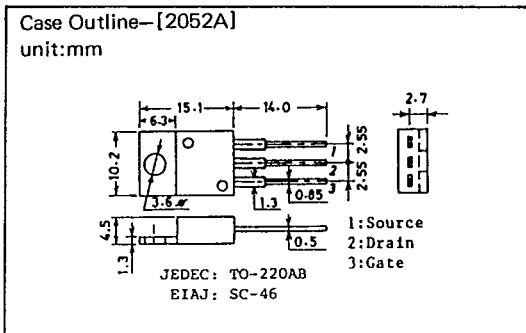 Case Outline—[2052A]
unit:mm
15.1
14.0
6.3
2.7
10.2
1
2
3
2.55
2.55
3.6ø
1.3
0.85
4.5
1.3
0.5
1:Source
2:Drain
3:Gate
JEDEC: TO-220AB
EIAJ: SC-46